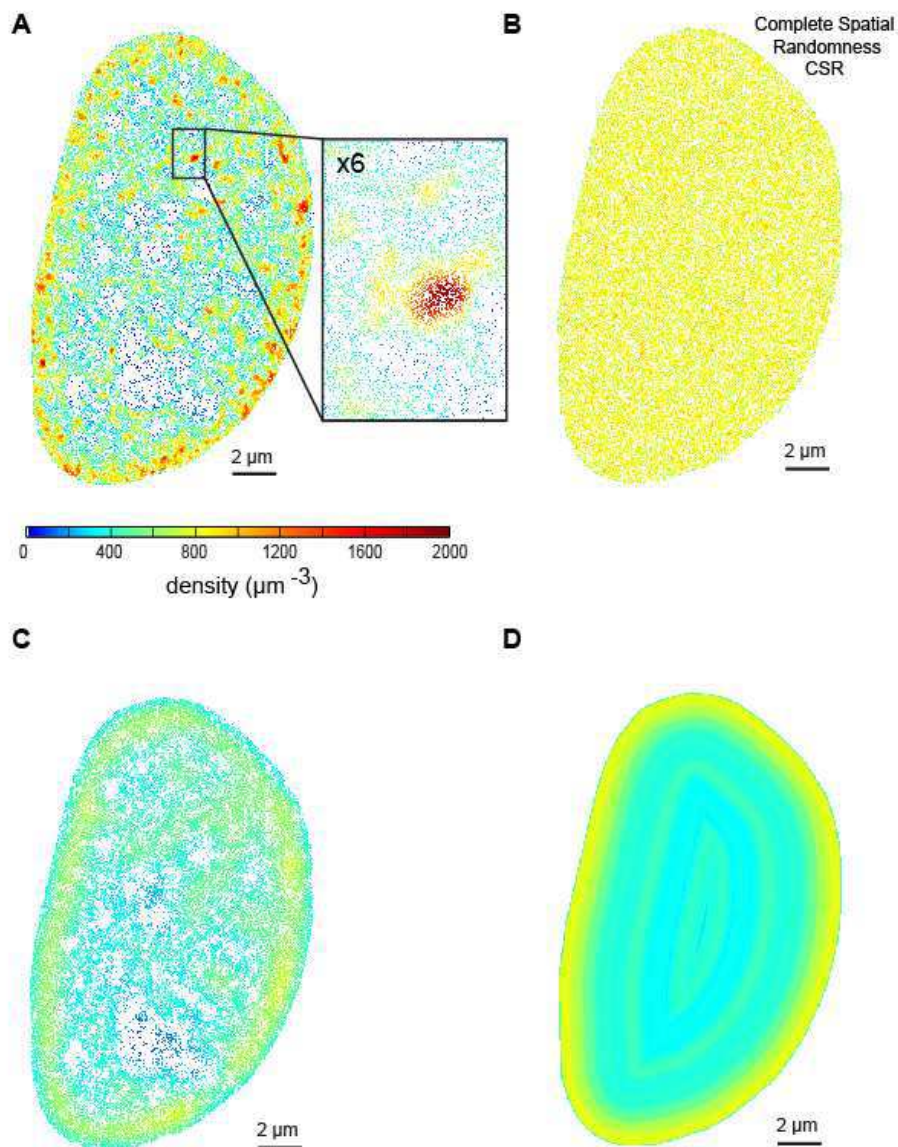 A
B
Complete Spatial
Randomness
CSR
x6
2 µm
2 µm
0 400 800 1200 1600 2000
density (µm -3)
C
D
2 µm
2 µm